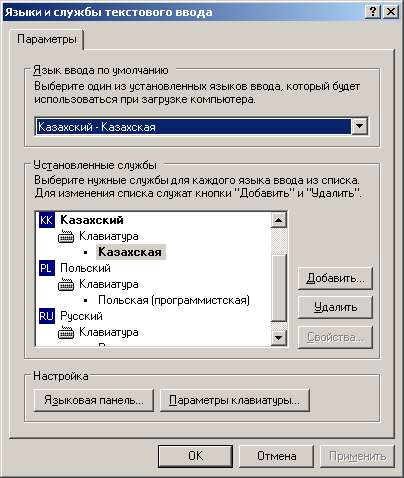 Языки и службы текстового ввода
Параметры
Язык ввода по умолчанию
Выберите один из установленных языков ввода, который будет
использоваться при загрузке компьютера.
Казахский - Казахская
Установленные службы
Выберите нужные службы для каждого языка ввода из списка.
Для изменения списка служат кнопки "Добавить" и "Удалить".
KK Казахский
Клавиатура
• Казахская
PL Польский
Клавиатура
• Польская (программистская)
RU Русский
Клавиатура
Добавить...
Удалить
Свойства...
Настройка
Языковая панель...
Параметры клавиатуры...
OK
Отмена
Применить